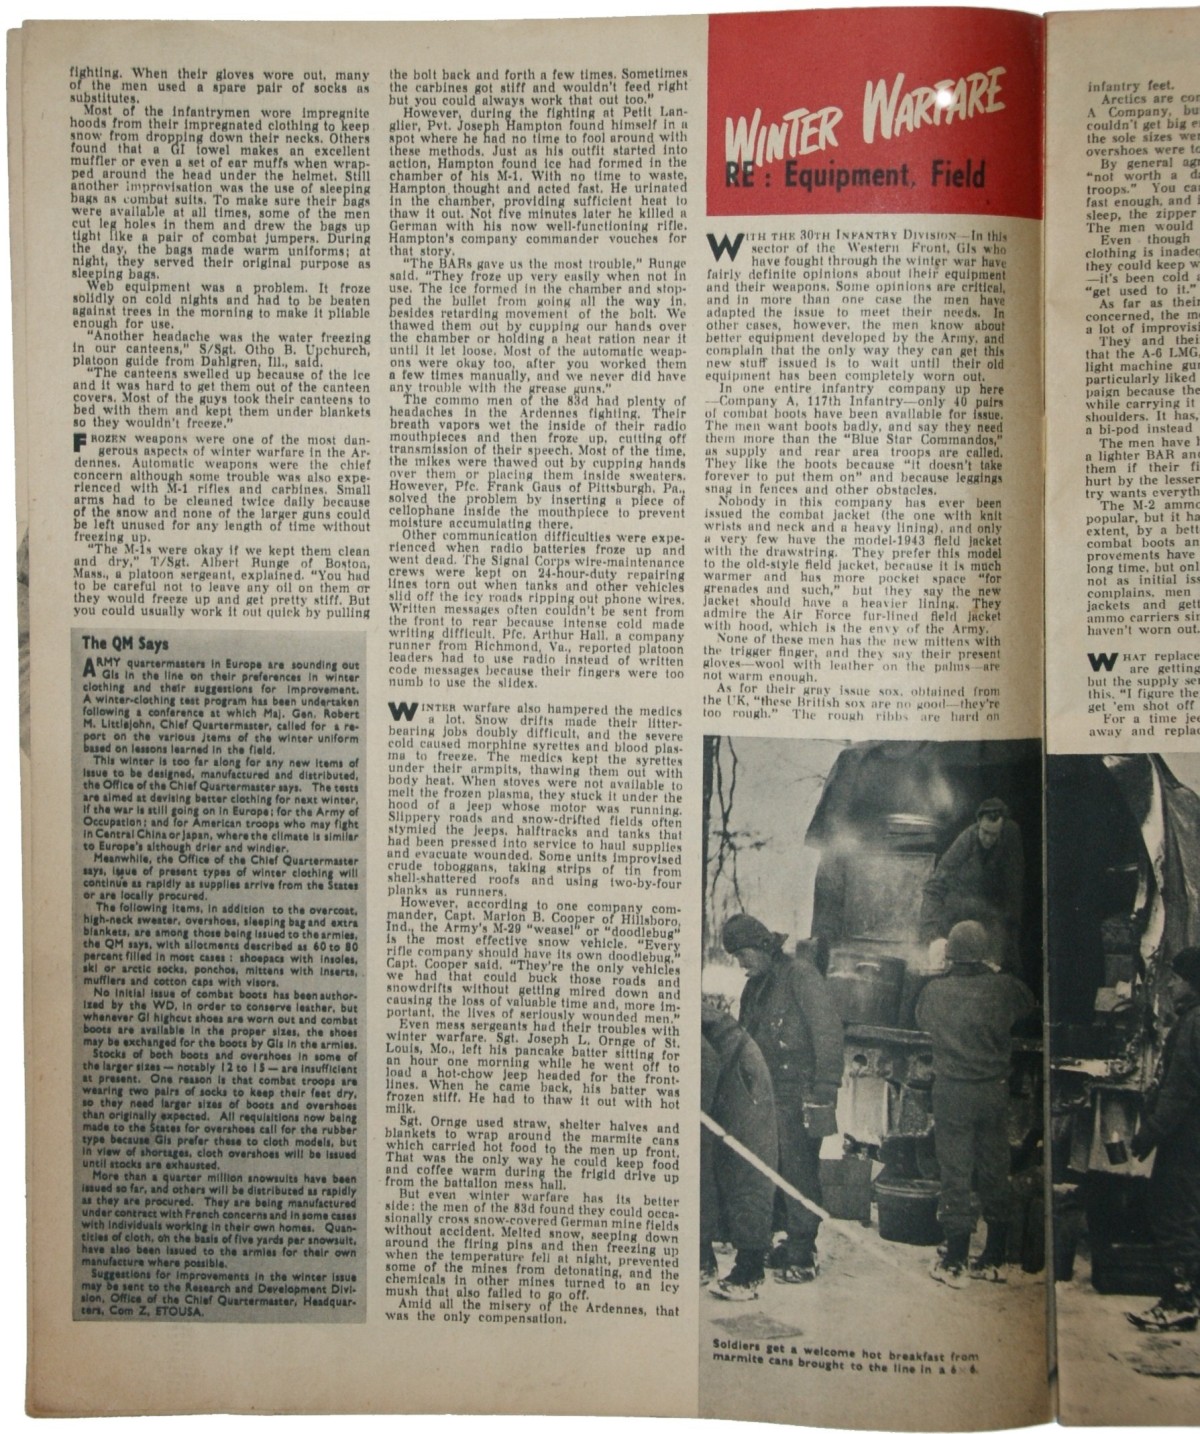 fighting. When their gloves wore out, many
of the men used a spare pair of socks as
substitutes.
Most of the infantrymen wore impregnite
hoods from their impregnated clothing to keep
snow from dropping down their necks. Others
found that a GI towel makes an excellent
muffler or even a set of ear muffs when wrap-
ped around the head under the helmet. Still
another improvisation was the use of sleeping
bags as combat suits. To make sure their bags
were available at all times, some of the men
cut leg holes in them and drew the bags up
tight like a pair of combat jumpers. During
the day, the bags made warm uniforms; at
night, they served their original purpose as
sleeping bags.
Web equipment was a problem. It froze
solidly on cold nights and had to be beaten
against trees in the morning to make it pliable
enough for use.
"Another headache was the water freezing
in our canteens," S/Sgt. Otho B. Upchurch,
platoon guide from Dahlgren, Ill., said.
"The canteens swelled up because of the ice
and it was hard to get them out of the canteen
covers. Most of the guys took their canteens to
bed with them and kept them under blankets
so they wouldn't freeze."
FROZEN weapons were one of the most dan-
gerous aspects of winter warfare in the Ar-
dennes. Automatic weapons were the chief
concern although some trouble was also expe-
rienced with M-1 rifles and carbines. Small
arms had to be cleaned twice daily because
of the snow and none of the larger guns could
be left unused for any length of time without
freezing up.
"The M-1s were okay if we kept them clean
and dry," T/Sgt. Albert Runge of Boston,
Mass., a platoon sergeant, explained. "You had
to be careful not to leave any oil on them or
they would freeze up and get pretty stiff. But
you could usually work it out quick by pulling
The QM Says
ARMY quartermasters in Europe are sounding out
GIs in the line on their preferences in winter
clothing and their suggestions for improvement.
A winter-clothing test program has been undertaken
following a conference at which Maj. Gen. Robert
M. Littlejohn, Chief Quartermaster, called for a re-
port on the various items of the winter uniform
based on lessons learned in the field.
This winter is too far along for any new items of
issue to be designed, manufactured and distributed,
the Office of the Chief Quartermaster says. The tests
are aimed at devising better clothing for next winter,
if the war is still going on in Europe; for the Army of
Occupation; and for American troops who may fight
in Central China or Japan, where the climate is similar
to Europe's although drier and windier.
Meanwhile, the Office of the Chief Quartermaster
says, issue of present types of winter clothing will
continue as rapidly as supplies arrive from the States
or are locally procured.
The following items, in addition to the overcoat,
high-neck sweater, overshoes, sleeping bag and extra
blankets, are among those being issued to the armies,
the QM says, with allotments described as 60 to 80
percent filled in most cases : shoepacs with insoles,
ski or arctic socks, ponchos, mittens with inserts,
mufflers and cotton caps with visors.
No initial issue of combat boots has been author-
ized by the WD, in order to conserve leather, but
whenever GI highcut shoes are worn out and combat
boots are available in the proper sizes, the shoes
may be exchanged for the boots by GIs in the armies.
Stocks of both boots and overshoes in some of
the larger sizes — notably 12 to 15 — are insufficient
at present. One reason is that combat troops are
wearing two pairs of socks to keep their feet dry,
so they need larger sizes of boots and overshoes
than originally expected. All requisitions now being
made to the States for overshoes call for the rubber
type because GIs prefer these to cloth models, but
in view of shortages, cloth overshoes will be issued
until stocks are exhausted.
More than a quarter million snowsuits have been
issued so far, and others will be distributed as rapidly
as they are procured. They are being manufactured
under contract with French concerns and in some cases
with individuals working in their own homes. Quan-
tities of cloth, on the basis of five yards per snowsuit,
have also been issued to the armies for their own
manufacture where possible.
Suggestions for improvements in the winter issue
may be sent to the Research and Development Divi-
sion, Office of the Chief Quartermaster, Headquar-
ters, Com Z, ETOUSA.
the bolt back and forth a few times. Sometimes
the carbines got stiff and wouldn't feed right
but you could always work that out too."
However, during the fighting at Petit Lan-
glier, Pvt. Joseph Hampton found himself in a
spot where he had no time to fool around with
these methods. Just as his outfit started into
action, Hampton found ice had formed in the
chamber of his M-1. With no time to waste,
Hampton thought and acted fast. He urinated
in the chamber, providing sufficient heat to
thaw it out. Not five minutes later he killed a
German with his now well-functioning rifle.
Hampton's company commander vouches for
that story.
"The BARs gave us the most trouble," Runge
said. "They froze up very easily when not in
use. The ice formed in the chamber and stop-
ped the bullet from going all the way in,
besides retarding movement of the bolt. We
thawed them out by cupping our hands over
the chamber or holding a heat ration near it
until it let loose. Most of the automatic weap-
ons were okay too, after you worked them
a few times manually, and we never did have
any trouble with the grease guns."
The commo men of the 83d had plenty of
headaches in the Ardennes fighting. Their
breath vapors wet the inside of their radio
mouthpieces and then froze up, cutting off
transmission of their speech. Most of the time,
the mikes were thawed out by cupping hands
over them or placing them inside sweaters.
However, Pfc. Frank Gaus of Pittsburgh, Pa.,
solved the problem by inserting a piece of
cellophane inside the mouthpiece to prevent
moisture accumulating there.
Other communication difficulties were expe-
rienced when radio batteries froze up and
went dead. The Signal Corps wire-maintenance
crews were kept on 24-hour-duty repairing
lines torn out when tanks and other vehicles
slid off the icy roads ripping out phone wires.
Written messages often couldn't be sent from
the front to rear because intense cold made
writing difficult. Pfc. Arthur Hall, a company
runner from Richmond, Va., reported platoon
leaders had to use radio instead of written
code messages because their fingers were too
numb to use the slidex.
WINTER warfare also hampered the medics
a lot. Snow drifts made their litter-
bearing jobs doubly difficult, and the severe
cold caused morphine syrettes and blood plas-
ma to freeze. The medics kept the syrettes
under their armpits, thawing them out with
body heat. When stoves were not available to
melt the frozen plasma, they stuck it under the
hood of a jeep whose motor was running.
Slippery roads and snow-drifted fields often
stymied the jeeps, halftracks and tanks that
had been pressed into service to haul supplies
and evacuate wounded. Some units improvised
crude toboggans, taking strips of tin from
shell-shattered roofs and using two-by-four
planks as runners.
However, according to one company com-
mander, Capt. Marion B. Cooper of Hillsboro,
Ind., the Army's M-29 "weasel" or "doodlebug"
is the most effective snow vehicle. "Every
rifle company should have its own doodlebug,"
Capt. Cooper said. "They're the only vehicles
we had that could buck those roads and
snowdrifts without getting mired down and
causing the loss of valuable time and, more im-
portant, the lives of seriously wounded men."
Even mess sergeants had their troubles with
winter warfare. Sgt. Joseph L. Ornge of St.
Louis, Mo., left his pancake batter sitting for
an hour one morning while he went off to
load a hot-chow jeep headed for the front-
lines. When he came back, his batter was
frozen stiff. He had to thaw it out with hot
milk.
Sgt. Ornge used straw, shelter halves and
blankets to wrap around the marmite cans
which carried hot food to the men up front.
That was the only way he could keep food
and coffee warm during the frigid drive up
from the battalion mess hall.
But even winter warfare has its better
side: the men of the 83d found they could occa-
sionally cross snow-covered German mine fields
without accident. Melted snow, seeping down
around the firing pins and then freezing up
when the temperature fell at night, prevented
some of the mines from detonating, and the
chemicals in other mines turned to an icy
mush that also failed to go off.
Amid all the misery of the Ardennes, that
was the only compensation.
WINTER WARFARE
RE : Equipment, Field
WITH THE 30TH INFANTRY DIVISION—In this
sector of the Western Front, GIs who
have fought through the winter war have
fairly definite opinions about their equipment
and their weapons. Some opinions are critical,
and in more than one case the men have
adapted the issue to meet their needs. In
other cases, however, the men know about
better equipment developed by the Army, and
complain that the only way they can get this
new stuff issued is to wait until their old
equipment has been completely worn out.
In one entire infantry company up here
—Company A, 117th Infantry—only 40 pairs
of combat boots have been available for issue.
The men want boots badly, and say they need
them more than the "Blue Star Commandos,"
as supply and rear area troops are called.
They like the boots because "it doesn't take
forever to put them on" and because leggings
snag in fences and other obstacles.
Nobody in this company has ever been
issued the combat jacket (the one with knit
wrists and neck and a heavy lining), and only
a very few have the model-1943 field jacket
with the drawstring. They prefer this model
to the old-style field jacket, because it is much
warmer and has more pocket space "for
grenades and such," but they say the new
jacket should have a heavier lining. They
admire the Air Force fur-lined field jacket
with hood, which is the envy of the Army.
None of these men has the new mittens with
the trigger finger, and they say their present
gloves—wool with leather on the palms—are
not warm enough.
As for their gray issue sox, obtained from
the UK, "these British sox are no good—they're
too rough." The rough ribbs are hard on
Soldiers get a welcome hot breakfast from
marmite cans brought to the line in a 6×6.
infantry feet.
Arctics are con
A Company, but
couldn't get big e
the sole sizes wer
overshoes were to
By general agr
"not worth a da
troops." You can
fast enough, and i
sleep, the zipper
The men would
Even though
clothing is inadeq
they could keep w
—it's been cold a
"get used to it."
As far as their
concerned, the mo
a lot of improvis
They and their
that the A-6 LMG,
light machine gun
particularly liked
paign because the
while carrying it
shoulders. It has,
a bi-pod instead
The men have h
a lighter BAR and
them if their fi
hurt by the lesser
try wants everyth
The M-2 ammo
popular, but it ha
extent, by a bett
combat boots an
provements have
long time, but onl
not as initial iss
complains, men
jackets and gett
ammo carriers sin
haven't worn out.
WHAT replace
are getting
but the supply ser
this. "I figure the
get 'em shot off
For a time jee
away and replac